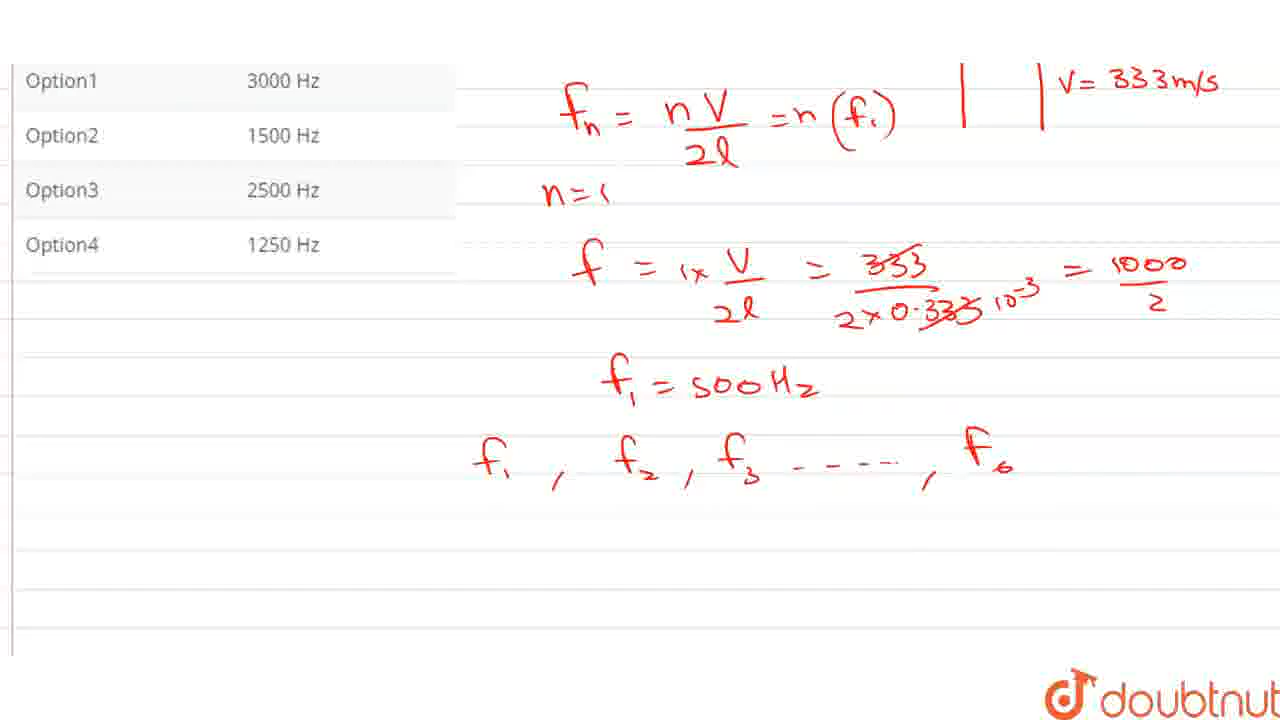 Option1 3000 Hz
Option2 1500 Hz
Option3 2500 Hz
Option4 1250 Hz
V = 333 m/s
fₙ = nV/2l = n(f₁)
n = 1
f = 1× V/2l = 333/2×0.333 10⁻³ = 1000/2
f₁ = 500 Hz
f₁ , f₂ , f₃ ------ , f₆
doubtnut